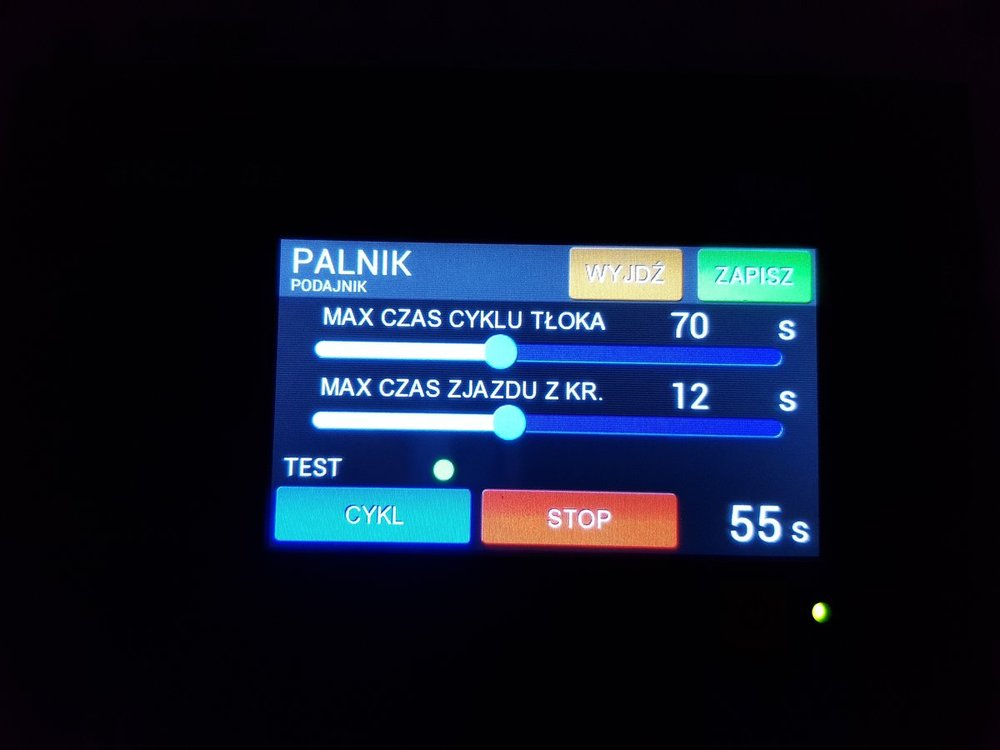 PALNIK
PODAJNIK
WYJDŹ
ZAPISZ
MAX CZAS CYKLU TŁOKA 70 s
MAX CZAS ZJAZDU Z KR. 12 s
TEST
CYKL
STOP
55 s